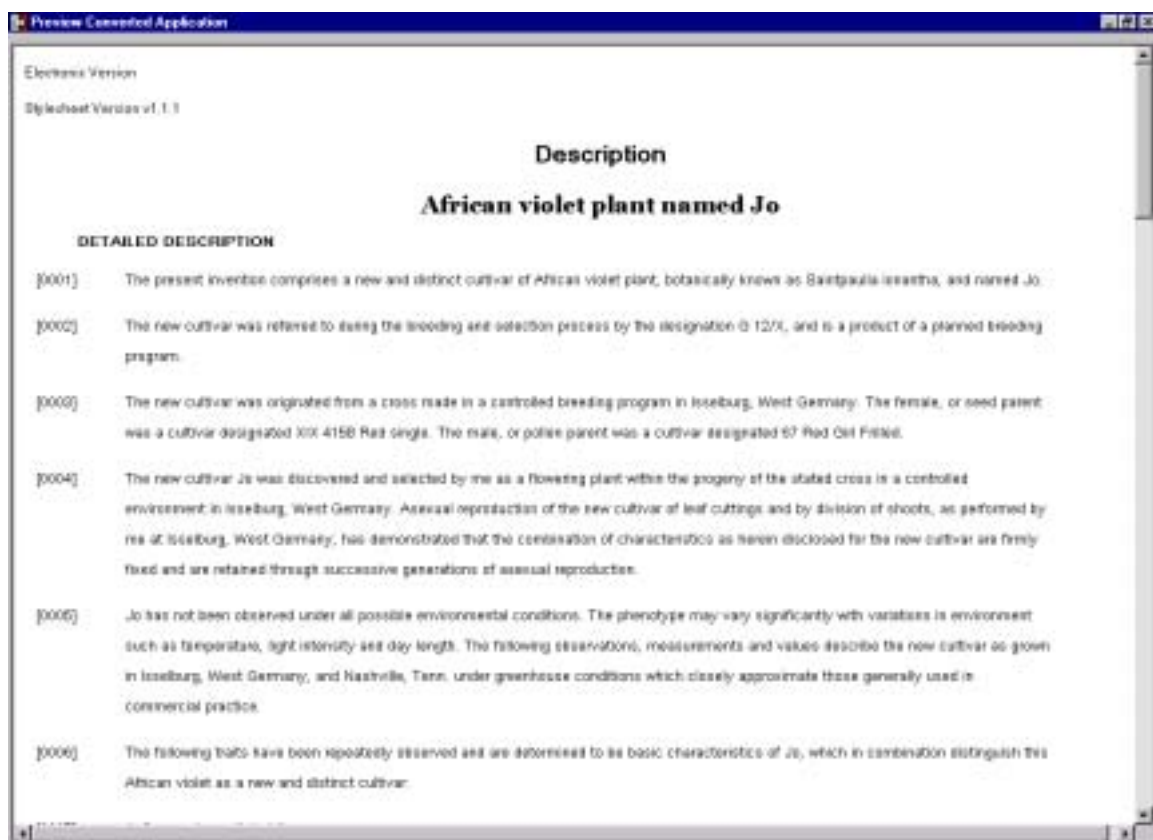 Preview Converted Application
Electronic Version
Stylesheet Version v1.1.1
Description
African violet plant named Jo
DETAILED DESCRIPTION
[0001] The present invention comprises a new and distinct cultivar of African violet plant, botanically known as Saintpaulia ionantha, and named Jo.
[0002] The new cultivar was referred to during the breeding and selection process by the designation G 12/X, and is a product of a planned breeding
program.
[0003] The new cultivar was originated from a cross made in a controlled breeding program in Isselburg, West Germany. The female, or seed parent
was a cultivar designated XIX 415B Red single. The male, or pollen parent was a cultivar designated 67 Red Girl Frilled.
[0004] The new cultivar Jo was discovered and selected by me as a flowering plant within the progeny of the stated cross in a controlled
environment in Isselburg, West Germany. Asexual reproduction of the new cultivar of leaf cuttings and by division of shoots, as performed by
me at Isselburg, West Germany, has demonstrated that the combination of characteristics as herein disclosed for the new cultivar are firmly
fixed and are retained through successive generations of asexual reproduction.
[0005] Jo has not been observed under all possible environmental conditions. The phenotype may vary significantly with variations in environment
such as temperature, light intensity and day length. The following observations, measurements and values describe the new cultivar as grown
in Isselburg, West Germany, and Nashville, Tenn. under greenhouse conditions which closely approximate those generally used in
commercial practice.
[0006] The following traits have been repeatedly observed and are determined to be basic characteristics of Jo, which in combination distinguish this
African violet as a new and distinct cultivar: